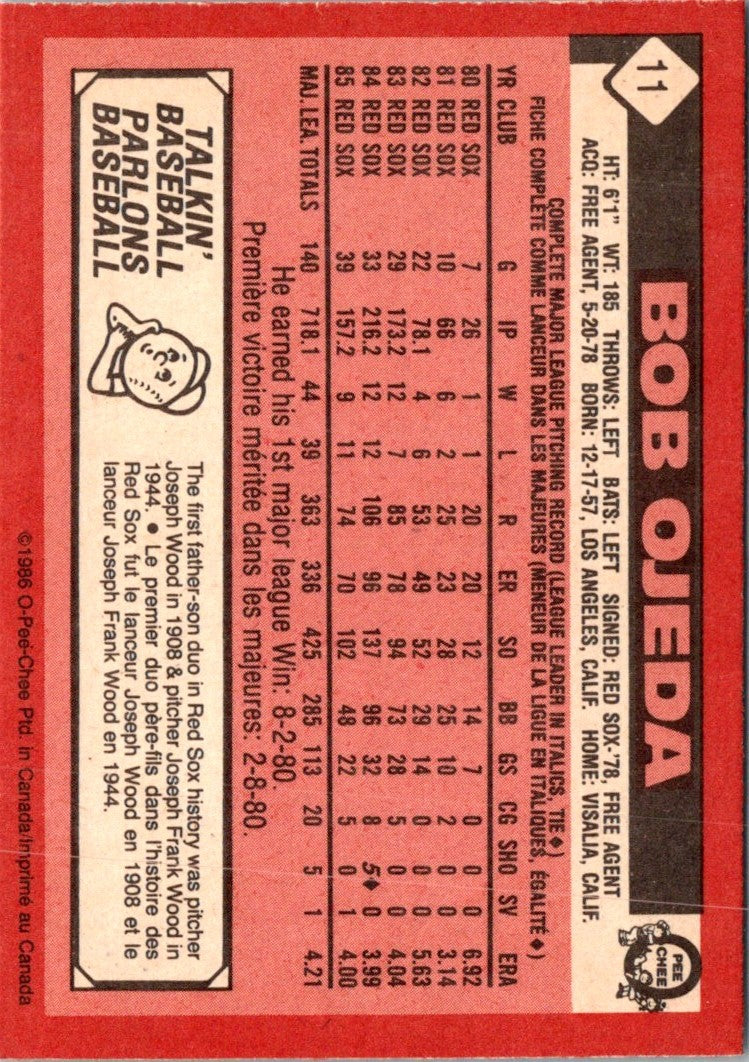 11
BOB OJEDA
O
PEE
CHEE
HT: 6'1" WT: 185 THROWS: LEFT BATS: LEFT SIGNED: RED SOX-'78, FREE AGENT
ACQ: FREE AGENT, 5-20-78 BORN: 12-17-57, LOS ANGELES, CALIF. HOME: VISALIA, CALIF.
COMPLETE MAJOR LEAGUE PITCHING RECORD (LEAGUE LEADER IN ITALICS, TIE♦)
FICHE COMPLÈTE COMME LANCEUR DANS LES MAJEURES (MENEUR DE LA LIGUE EN ITALIQUES, ÉGALITÉ♦)
YR CLUB G IP W L R ER SO BB GS CG SHO SV ERA
80 RED SOX 7 26 1 1 20 20 12 14 7 0 0 0 6.92
81 RED SOX 10 66 6 2 25 23 28 25 10 2 0 0 3.14
82 RED SOX 22 78.1 4 6 53 49 52 29 14 0 0 0 5.63
83 RED SOX 29 173.2 12 7 85 78 94 73 28 5 0 0 4.04
84 RED SOX 33 216.2 12 12 106 96 137 96 32 8 5♦ 0 3.99
85 RED SOX 39 157.2 9 11 74 70 102 48 22 5 0 1 4.00
MAJ. LEA. TOTALS 140 718.1 44 39 363 336 425 285 113 20 5 1 4.21
He earned his 1st major league Win: 8-2-80.
Première victoire méritée dans les majeures: 2-8-80.
TALKIN'
BASEBALL
PARLONS
BASEBALL
The first father-son duo in Red Sox history was pitcher
Joseph Wood in 1908 & pitcher Joseph Frank Wood in
1944. ● Le premier duo père-fils dans l'histoire des
Red Sox fut le lanceur Joseph Wood en 1908 et le
lanceur Joseph Frank Wood en 1944.
©1986 O-Pee-Chee Ptd. in Canada/Imprimé au Canada